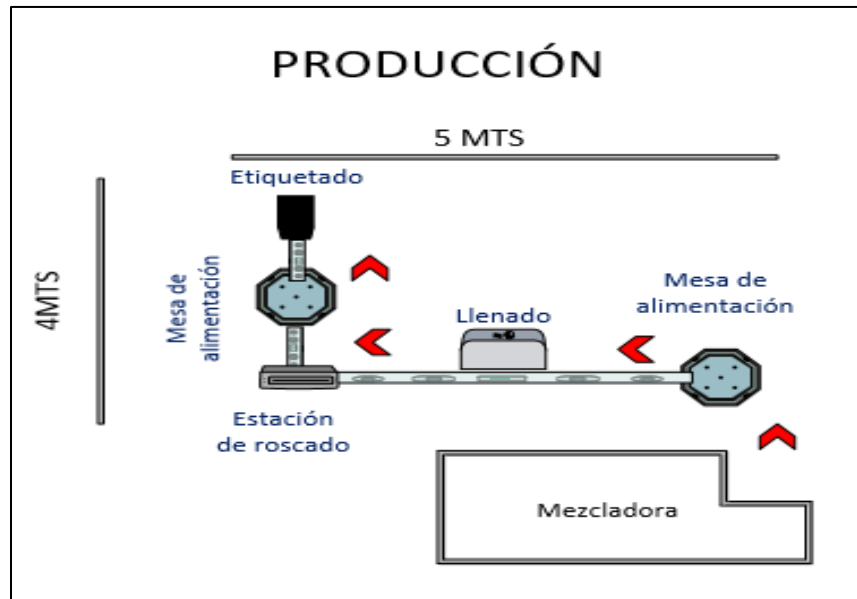 PRODUCCIÓN
5 MTS
Etiquetado
4MTS
Mesa de
alimentación
Llenado
Mesa de
alimentación
Estación
de roscado
Mezcladora